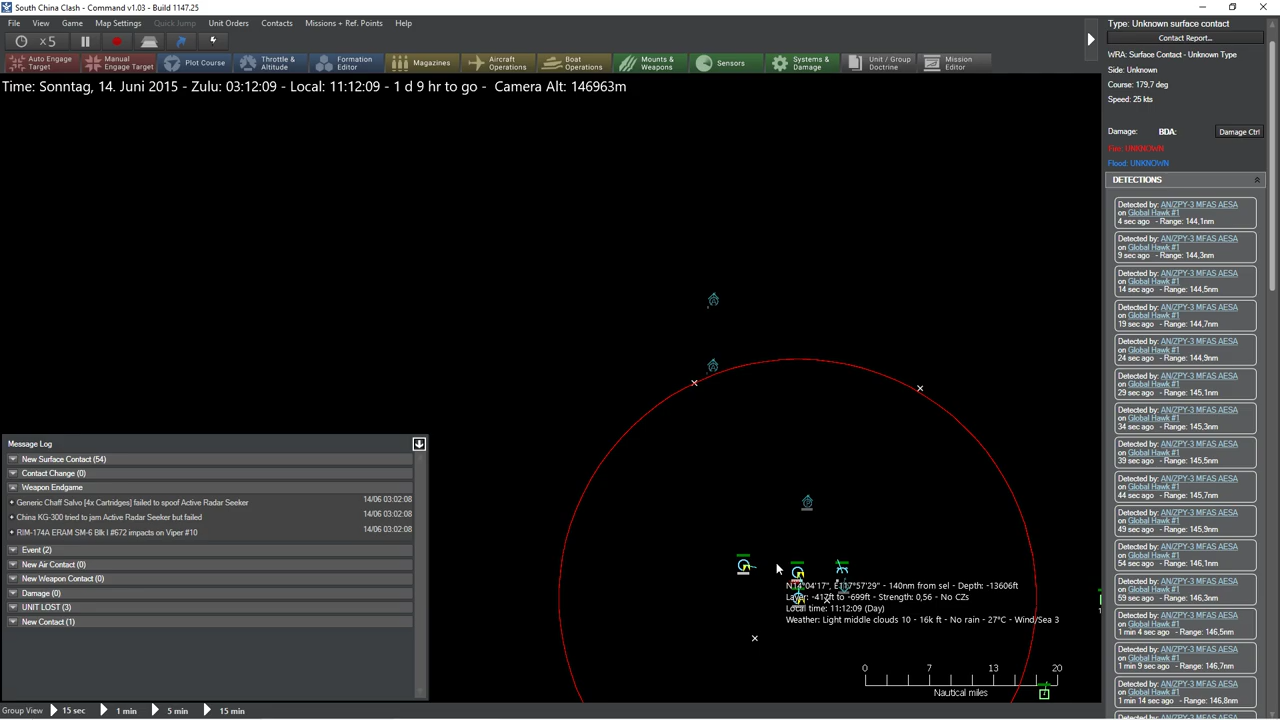 South China Clash - Command v1.03 - Build 1147.25
File View Game Map Settings Quick Jump Unit Orders Contacts Missions + Ref. Points Help
x5
Auto Engage Target Manual Engage Target Plot Course Throttle & Altitude Formation Editor Magazines Aircraft Operations Boat Operations Mounts & Weapons Sensors Systems & Damage Unit / Group Doctrine Mission Editor
Time: Sonntag, 14. Juni 2015 - Zulu: 03:12:09 - Local: 11:12:09 - 1 d 9 hr to go - Camera Alt: 146963m
N14°04'17", E117°57'29" - 140nm from sel - Depth: -13606ft
Layer: -417ft to -699ft - Strength: 0,56 - No CZs
Local time: 11:12:09 (Day)
Weather: Light middle clouds 10 - 16k ft - No rain - 27°C - Wind/Sea 3
0 7 13 20
Nautical miles
Message Log
New Surface Contact (54)
Contact Change (0)
Weapon Endgame
Generic Chaff Salvo [4x Cartridges] failed to spoof Active Radar Seeker 14/06 03:02:08
China KG-300 tried to jam Active Radar Seeker but failed 14/06 03:02:08
RIM-174A ERAM SM-6 Blk I #672 impacts on Viper #10 14/06 03:02:08
Event (2)
New Air Contact (0)
New Weapon Contact (0)
Damage (0)
UNIT LOST (3)
New Contact (1)
Group View 15 sec 1 min 5 min 15 min
Type: Unknown surface contact
Contact Report...
WRA: Surface Contact - Unknown Type
Side: Unknown
Course: 179,7 deg
Speed: 25 kts
Damage: BDA: Damage Ctrl
Fire: UNKNOWN
Flood: UNKNOWN
DETECTIONS
Detected by: AN/ZPY-3 MFAS AESA
on Global Hawk #1
4 sec ago - Range: 144,1nm
Detected by: AN/ZPY-3 MFAS AESA
on Global Hawk #1
9 sec ago - Range: 144,3nm
Detected by: AN/ZPY-3 MFAS AESA
on Global Hawk #1
14 sec ago - Range: 144,5nm
Detected by: AN/ZPY-3 MFAS AESA
on Global Hawk #1
19 sec ago - Range: 144,7nm
Detected by: AN/ZPY-3 MFAS AESA
on Global Hawk #1
24 sec ago - Range: 144,9nm
Detected by: AN/ZPY-3 MFAS AESA
on Global Hawk #1
29 sec ago - Range: 145,1nm
Detected by: AN/ZPY-3 MFAS AESA
on Global Hawk #1
34 sec ago - Range: 145,3nm
Detected by: AN/ZPY-3 MFAS AESA
on Global Hawk #1
39 sec ago - Range: 145,5nm
Detected by: AN/ZPY-3 MFAS AESA
on Global Hawk #1
44 sec ago - Range: 145,7nm
Detected by: AN/ZPY-3 MFAS AESA
on Global Hawk #1
49 sec ago - Range: 145,9nm
Detected by: AN/ZPY-3 MFAS AESA
on Global Hawk #1
54 sec ago - Range: 146,1nm
Detected by: AN/ZPY-3 MFAS AESA
on Global Hawk #1
59 sec ago - Range: 146,3nm
Detected by: AN/ZPY-3 MFAS AESA
on Global Hawk #1
1 min 4 sec ago - Range: 146,5nm
Detected by: AN/ZPY-3 MFAS AESA
on Global Hawk #1
1 min 9 sec ago - Range: 146,7nm
Detected by: AN/ZPY-3 MFAS AESA
on Global Hawk #1
1 min 14 sec ago - Range: 146,8nm
Detected by: AN/ZPY-3 MFAS AESA